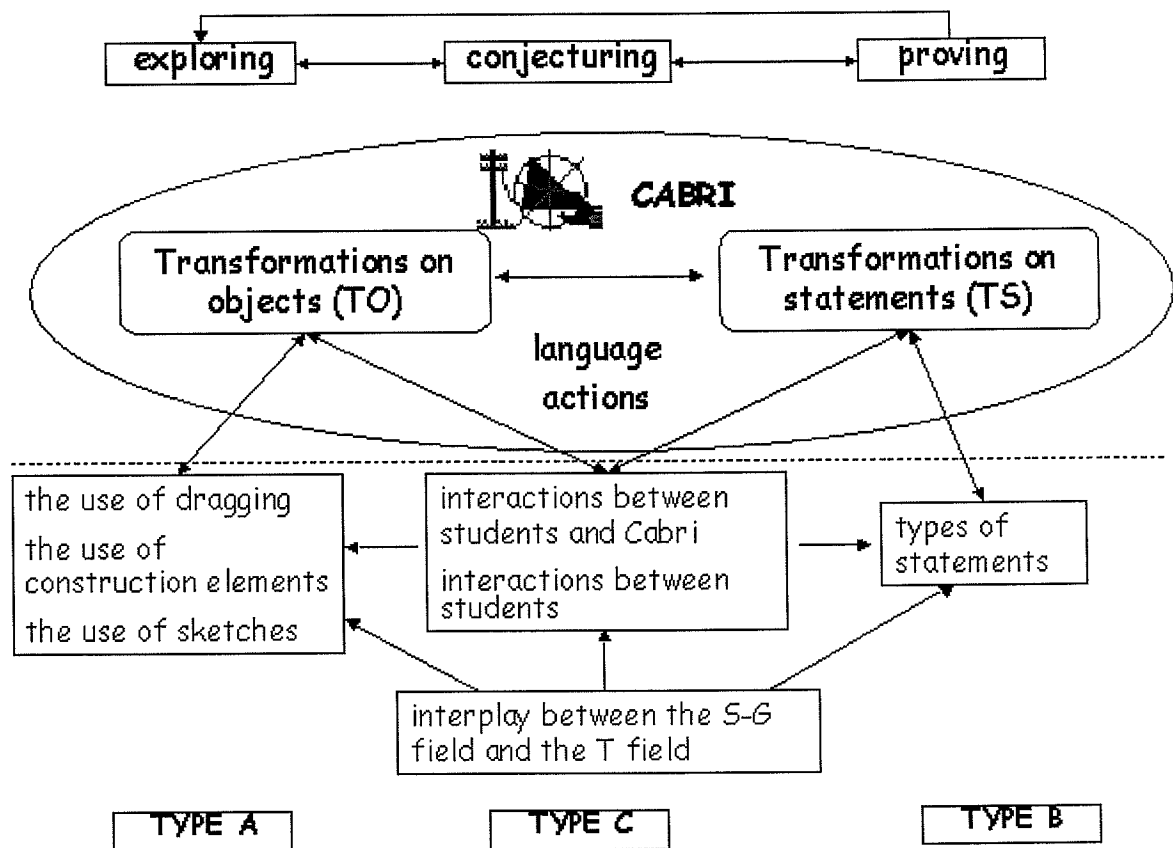 exploring
conjecturing
proving
CABRI
Transformations on
objects (TO)
Transformations on
statements (TS)
language
actions
the use of dragging
the use of
construction elements
the use of sketches
interactions between
students and Cabri
interactions between
students
types of
statements
interplay between the S-G
field and the T field
TYPE A
TYPE C
TYPE B